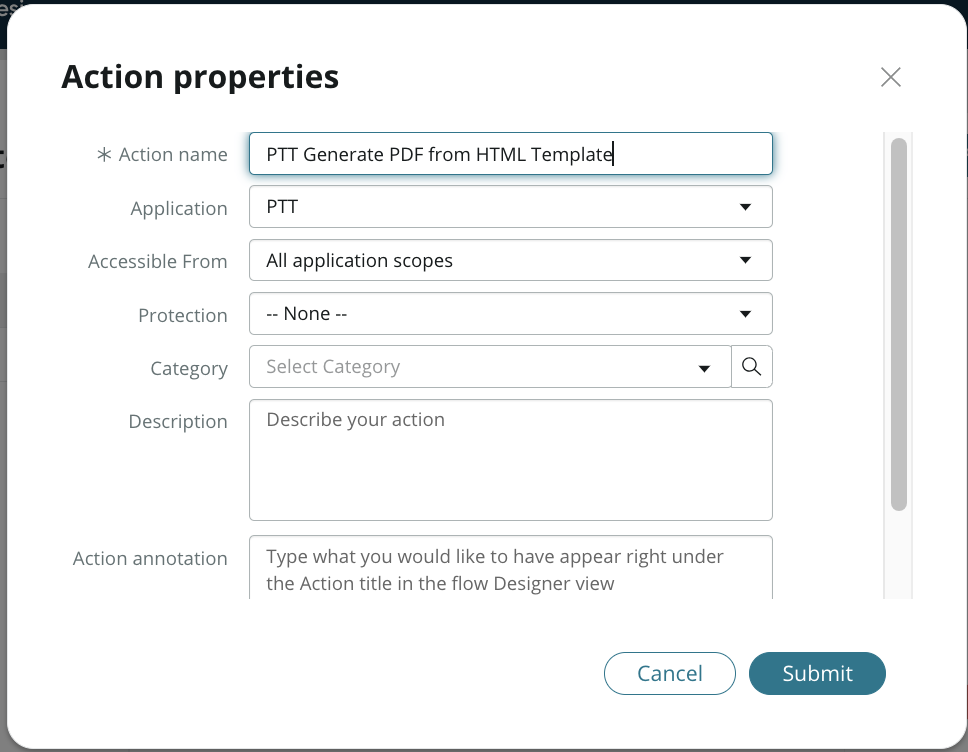 Action properties
Action name
PTT Generate PDF from HTML Template
Application
PTT
Accessible From
All application scopes
Protection
-- None --
Category
Select Category
Description
Describe your action
Action annotation
Type what you would like to have appear right under
the Action title in the flow Designer view
Cancel
Submit